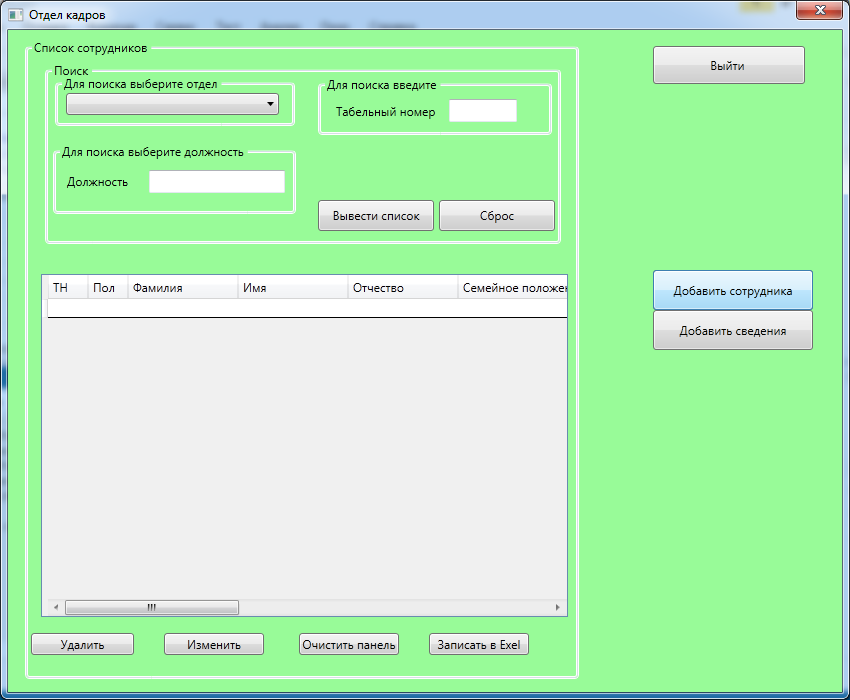 Отдел кадров
Список сотрудников
Выйти
Поиск
Для поиска выберите отдел
Для поиска введите
Табельный номер
Для поиска выберите должность
Должность
Вывести список
Сброс
ТН Пол Фамилия Имя Отчество Семейное положен
Добавить сотрудника
Добавить сведения
Удалить
Изменить
Очистить панель
Записать в Exel